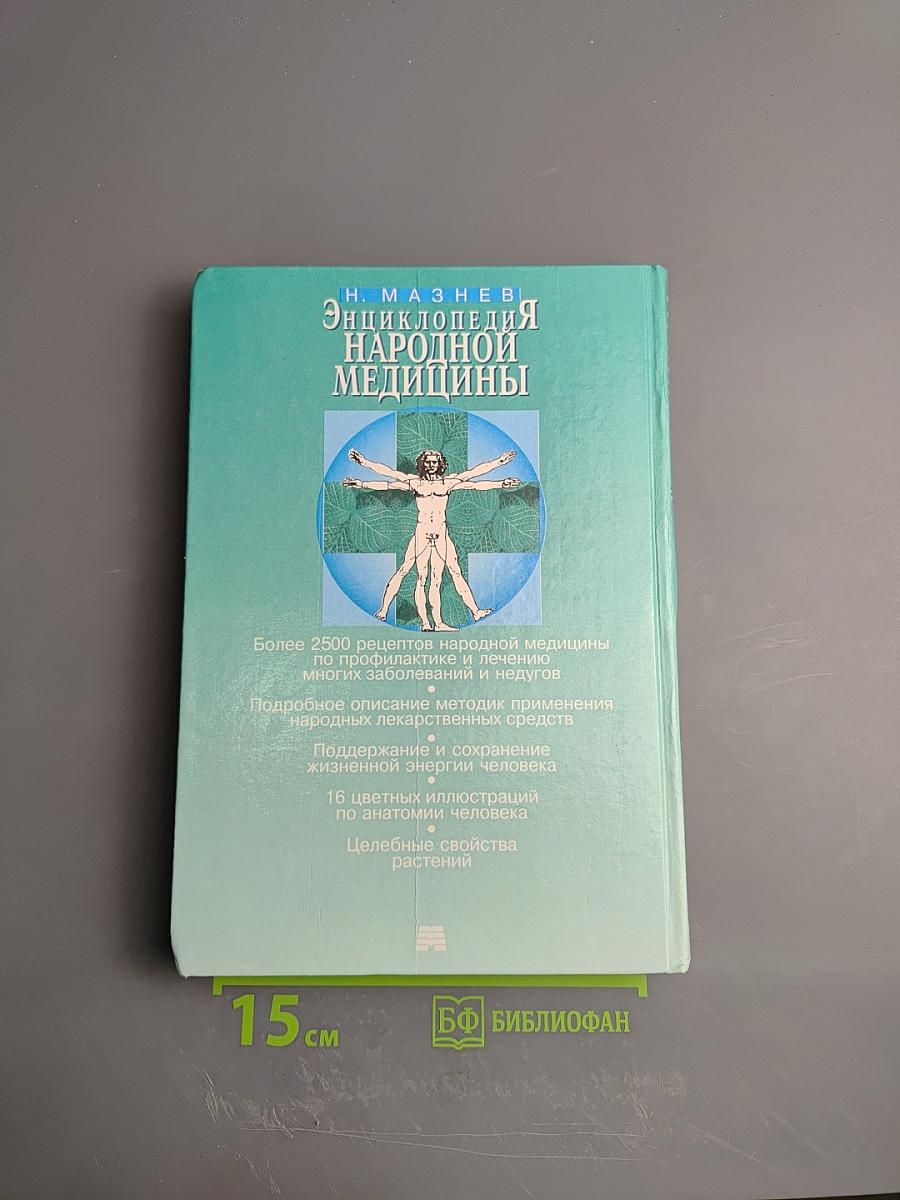 Н. МАЗНЕВ
ЭНЦИКЛОПЕДИЯ
НАРОДНОЙ
МЕДИЦИНЫ
Более 2500 рецептов народной медицины
по профилактике и лечению
многих заболеваний и недугов
•
Подробное описание методик применения
народных лекарственных средств
•
Поддержание и сохранение
жизненной энергии человека
•
16 цветных иллюстраций
по анатомии человека
•
Целебные свойства
растений
М
15 см
БФ БИБЛИОФАН